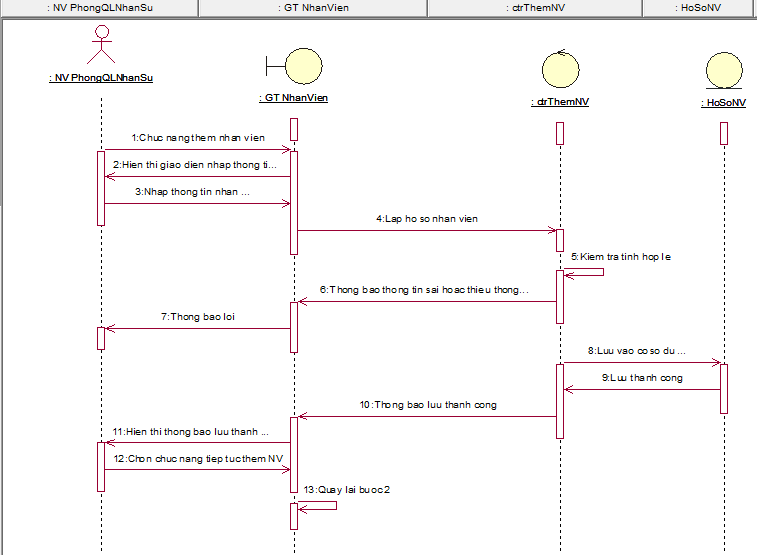 : NV PhongQLNhanSu
: GT NhanVien
: ctrThemNV
: HoSoNV
: NV PhongQLNhanSu
: GT NhanVien
: ctrThemNV
: HoSoNV
1:Chuc nang them nhan vien
2:Hien thi giao dien nhap thong ti...
3:Nhap thong tin nhan ...
4:Lap ho so nhan vien
5:Kiem tra tinh hop le
6:Thong bao thong tin sai hoac thieu thong...
7:Thong bao loi
8:Luu vao co so du ...
9:Luu thanh cong
10:Thong bao luu thanh cong
11:Hien thi thong bao luu thanh ...
12:Chon chuc nang tiep tuc them NV
13:Quay lai buoc 2